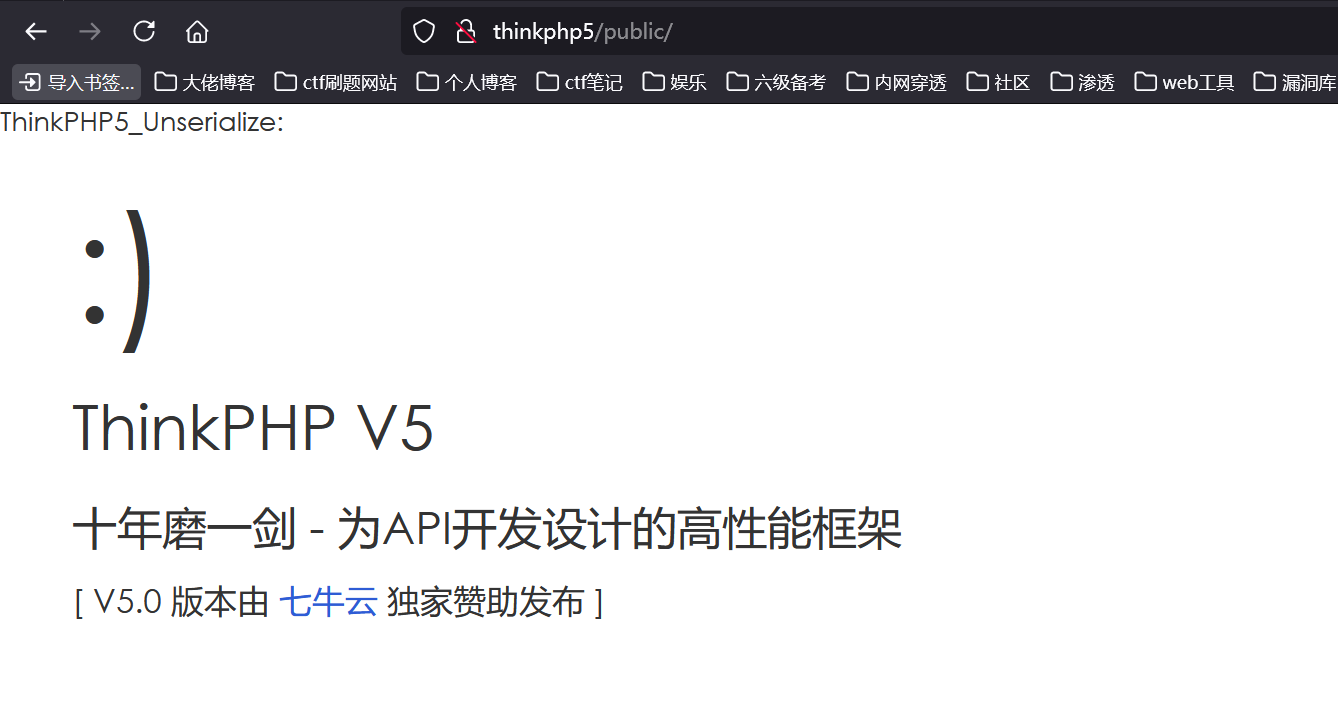 thinkphp5/public/
导入书签... 大佬博客 ctf刷题网站 个人博客 ctf笔记 娱乐 六级备考 内网穿透 社区 渗透 web工具 漏洞库
ThinkPHP5_Unserialize:
:)
ThinkPHP V5
十年磨一剑 - 为API开发设计的高性能框架
[ V5.0 版本由 七牛云 独家赞助发布 ]